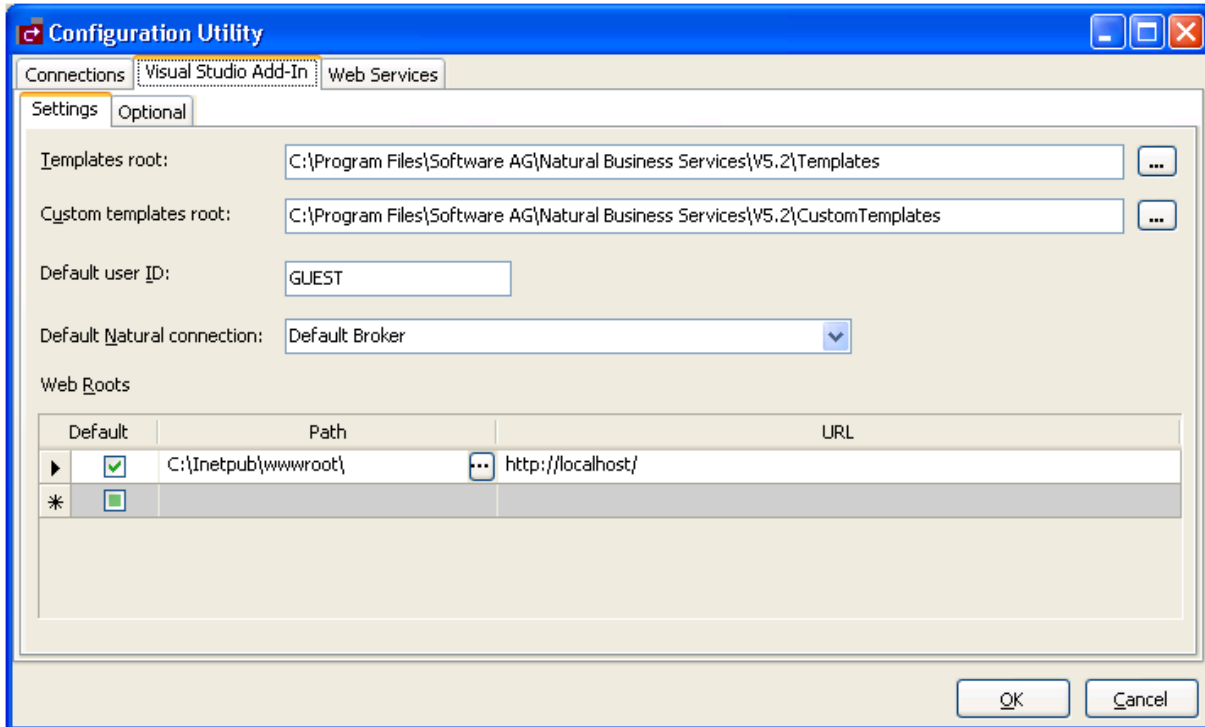 Configuration Utility
Connections Visual Studio Add-In Web Services
Settings Optional
Templates root: C:\Program Files\Software AG\Natural Business Services\V5.2\Templates ...
Custom templates root: C:\Program Files\Software AG\Natural Business Services\V5.2\CustomTemplates ...
Default user ID: GUEST
Default Natural connection: Default Broker
Web Roots
Default Path URL
C:\Inetpub\wwwroot\ ... http://localhost/
OK Cancel